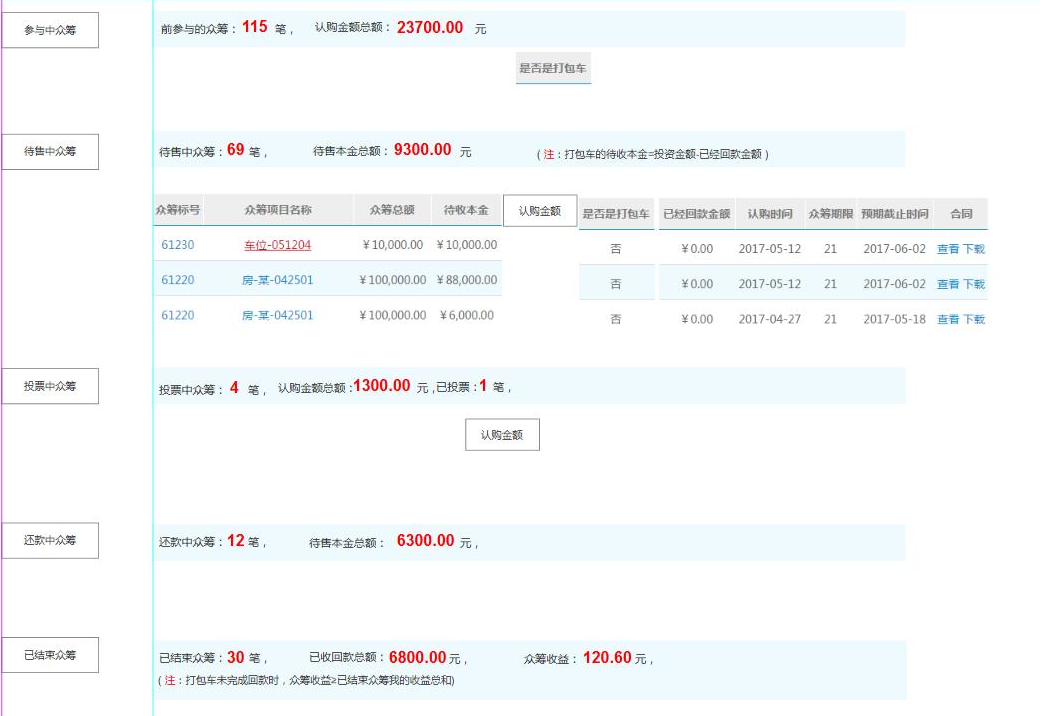 参与中众筹
前参与的众筹： 115 笔， 认购金额总额： 23700.00 元
是否是打包车
待售中众筹
待售中众筹： 69 笔， 待售本金总额： 9300.00 元 ( 注：打包车的待收本金=投资金额-已经回款金额 )
众筹标号 众筹项目名称 众筹总额 待收本金 认购金额 是否是打包车 已经回款金额 认购时间 众筹期限 预期截止时间 合同
61230 车位-051204 ￥10,000.00 ￥10,000.00 否 ￥0.00 2017-05-12 21 2017-06-02 查看 下载
61220 房-某-042501 ￥100,000.00 ￥88,000.00 否 ￥0.00 2017-05-12 21 2017-06-02 查看 下载
61220 房-某-042501 ￥100,000.00 ￥6,000.00 否 ￥0.00 2017-04-27 21 2017-05-18 查看 下载
投票中众筹
投票中众筹： 4 笔， 认购金额总额：1300.00 元 ,已投票：1 笔，
认购金额
还款中众筹
还款中众筹：12 笔， 待售本金总额： 6300.00 元，
已结束众筹
已结束众筹：30 笔， 已收回款总额：6800.00 元， 众筹收益：120.60 元，
( 注：打包车未完成回款时，众筹收益≥已结束众筹我的收益总和)